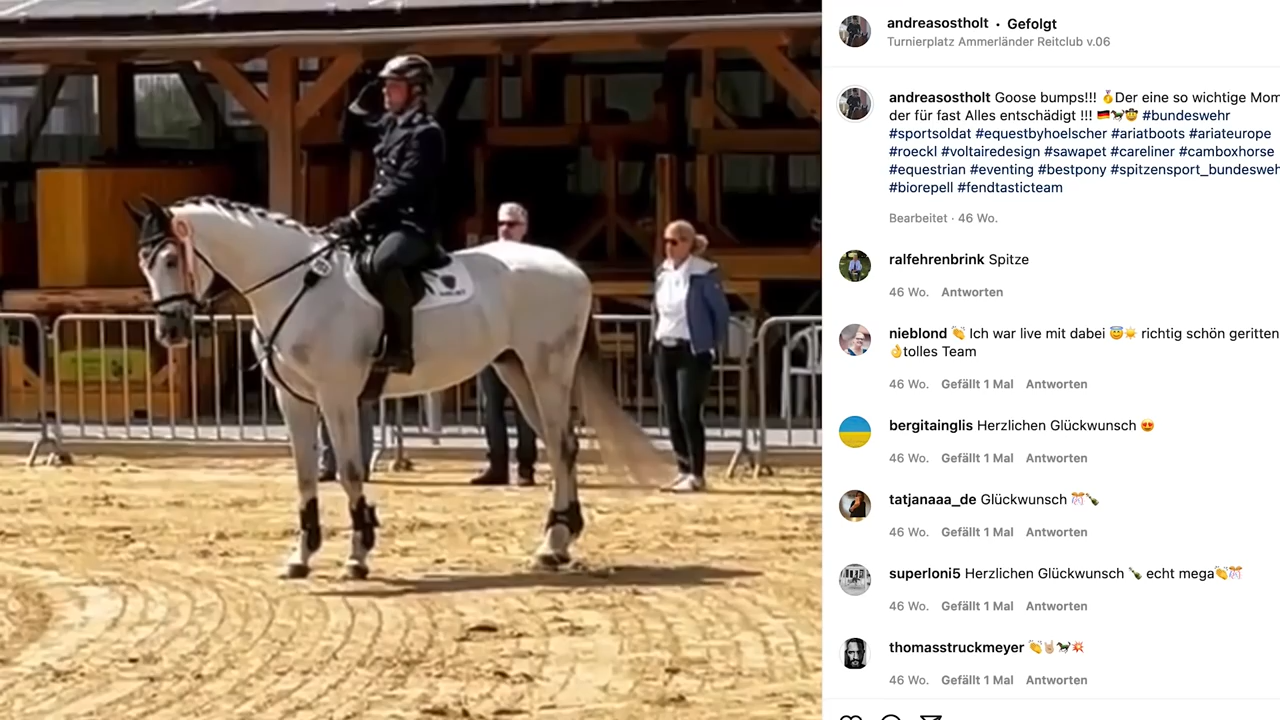 andreasostholt • Gefolgt
Turnierplatz Ammerländer Reitclub v.06
andreasostholt Goose bumps!!! 🥇Der eine so wichtige
der für fast Alles entschädigt !!! 🇩🇪🐎🤠 #bundeswehr
#sportsoldat #equestbyhoelscher #ariatboots #ariateurope
#roeckl #voltairedesign #sawapet #careliner #camboxhorse
#equestrian #eventing #bestpony #spitzensport_bundesweh
#biorepell #fendtasticteam
Bearbeitet · 46 Wo.
ralfehrenbrink Spitze
46 Wo. Antworten
nieblond 👏 Ich war live mit dabei 😇☀️ richtig schön geritten
👌tolles Team
46 Wo. Gefällt 1 Mal Antworten
bergitainglis Herzlichen Glückwunsch 😍
46 Wo. Gefällt 1 Mal Antworten
tatjanaaa_de Glückwunsch 🎊🍾
46 Wo. Gefällt 1 Mal Antworten
superloni5 Herzlichen Glückwunsch 🍾 echt mega👏🎊
46 Wo. Gefällt 1 Mal Antworten
thomasstruckmeyer 👏🤘🏼🐎💥
46 Wo. Gefällt 1 Mal Antworten